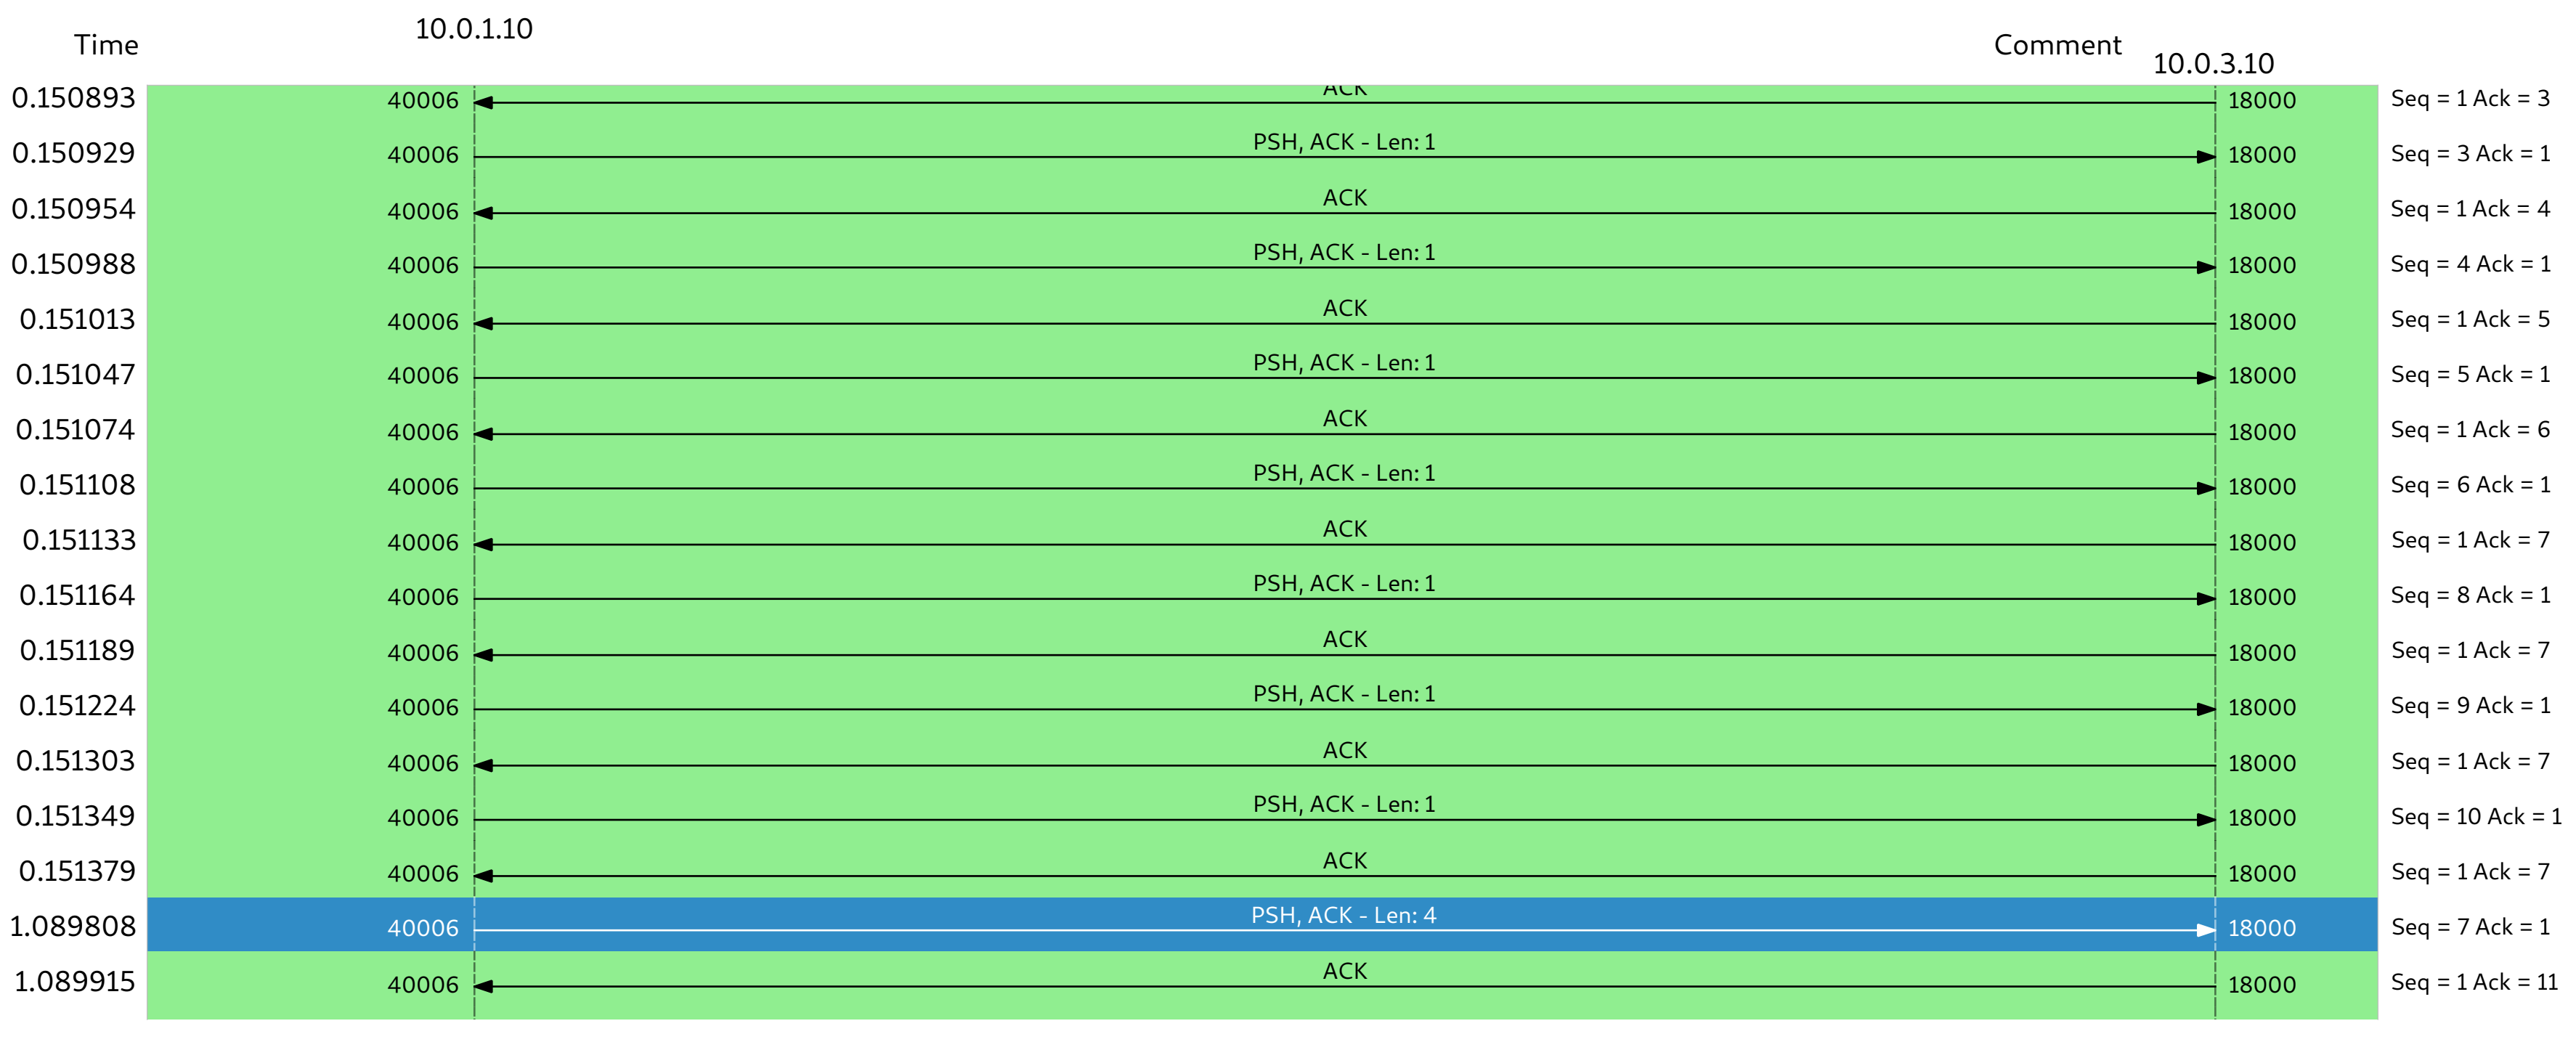 Time 10.0.1.10 Comment 10.0.3.10
0.150893 40006 ACK 18000 Seq = 1 Ack = 3
0.150929 40006 PSH, ACK - Len: 1 18000 Seq = 3 Ack = 1
0.150954 40006 ACK 18000 Seq = 1 Ack = 4
0.150988 40006 PSH, ACK - Len: 1 18000 Seq = 4 Ack = 1
0.151013 40006 ACK 18000 Seq = 1 Ack = 5
0.151047 40006 PSH, ACK - Len: 1 18000 Seq = 5 Ack = 1
0.151074 40006 ACK 18000 Seq = 1 Ack = 6
0.151108 40006 PSH, ACK - Len: 1 18000 Seq = 6 Ack = 1
0.151133 40006 ACK 18000 Seq = 1 Ack = 7
0.151164 40006 PSH, ACK - Len: 1 18000 Seq = 8 Ack = 1
0.151189 40006 ACK 18000 Seq = 1 Ack = 7
0.151224 40006 PSH, ACK - Len: 1 18000 Seq = 9 Ack = 1
0.151303 40006 ACK 18000 Seq = 1 Ack = 7
0.151349 40006 PSH, ACK - Len: 1 18000 Seq = 10 Ack = 1
0.151379 40006 ACK 18000 Seq = 1 Ack = 7
1.089808 40006 PSH, ACK - Len: 4 18000 Seq = 7 Ack = 1
1.089915 40006 ACK 18000 Seq = 1 Ack = 11